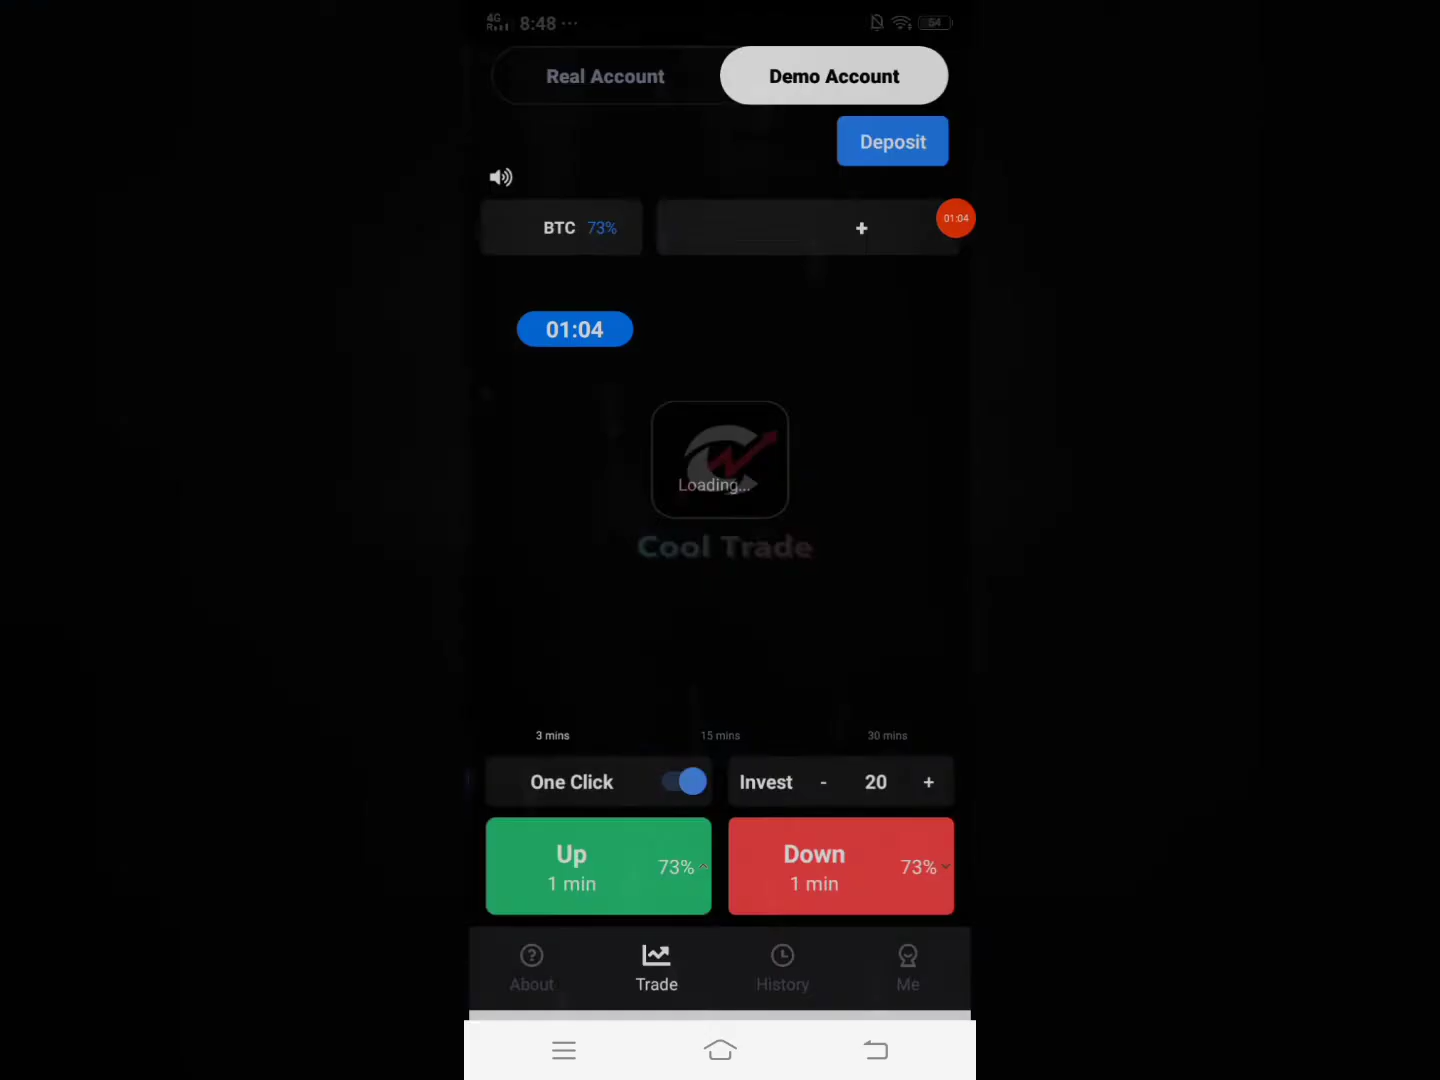 4G
R 8:48 ... 54
Real Account Demo Account
Deposit
BTC 73% +
01:04
01:04
Loading...
Cool Trade
3 mins 15 mins 30 mins
One Click Invest - 20 +
Up 73% Down 73%
1 min 1 min
? 
About Trade History Me